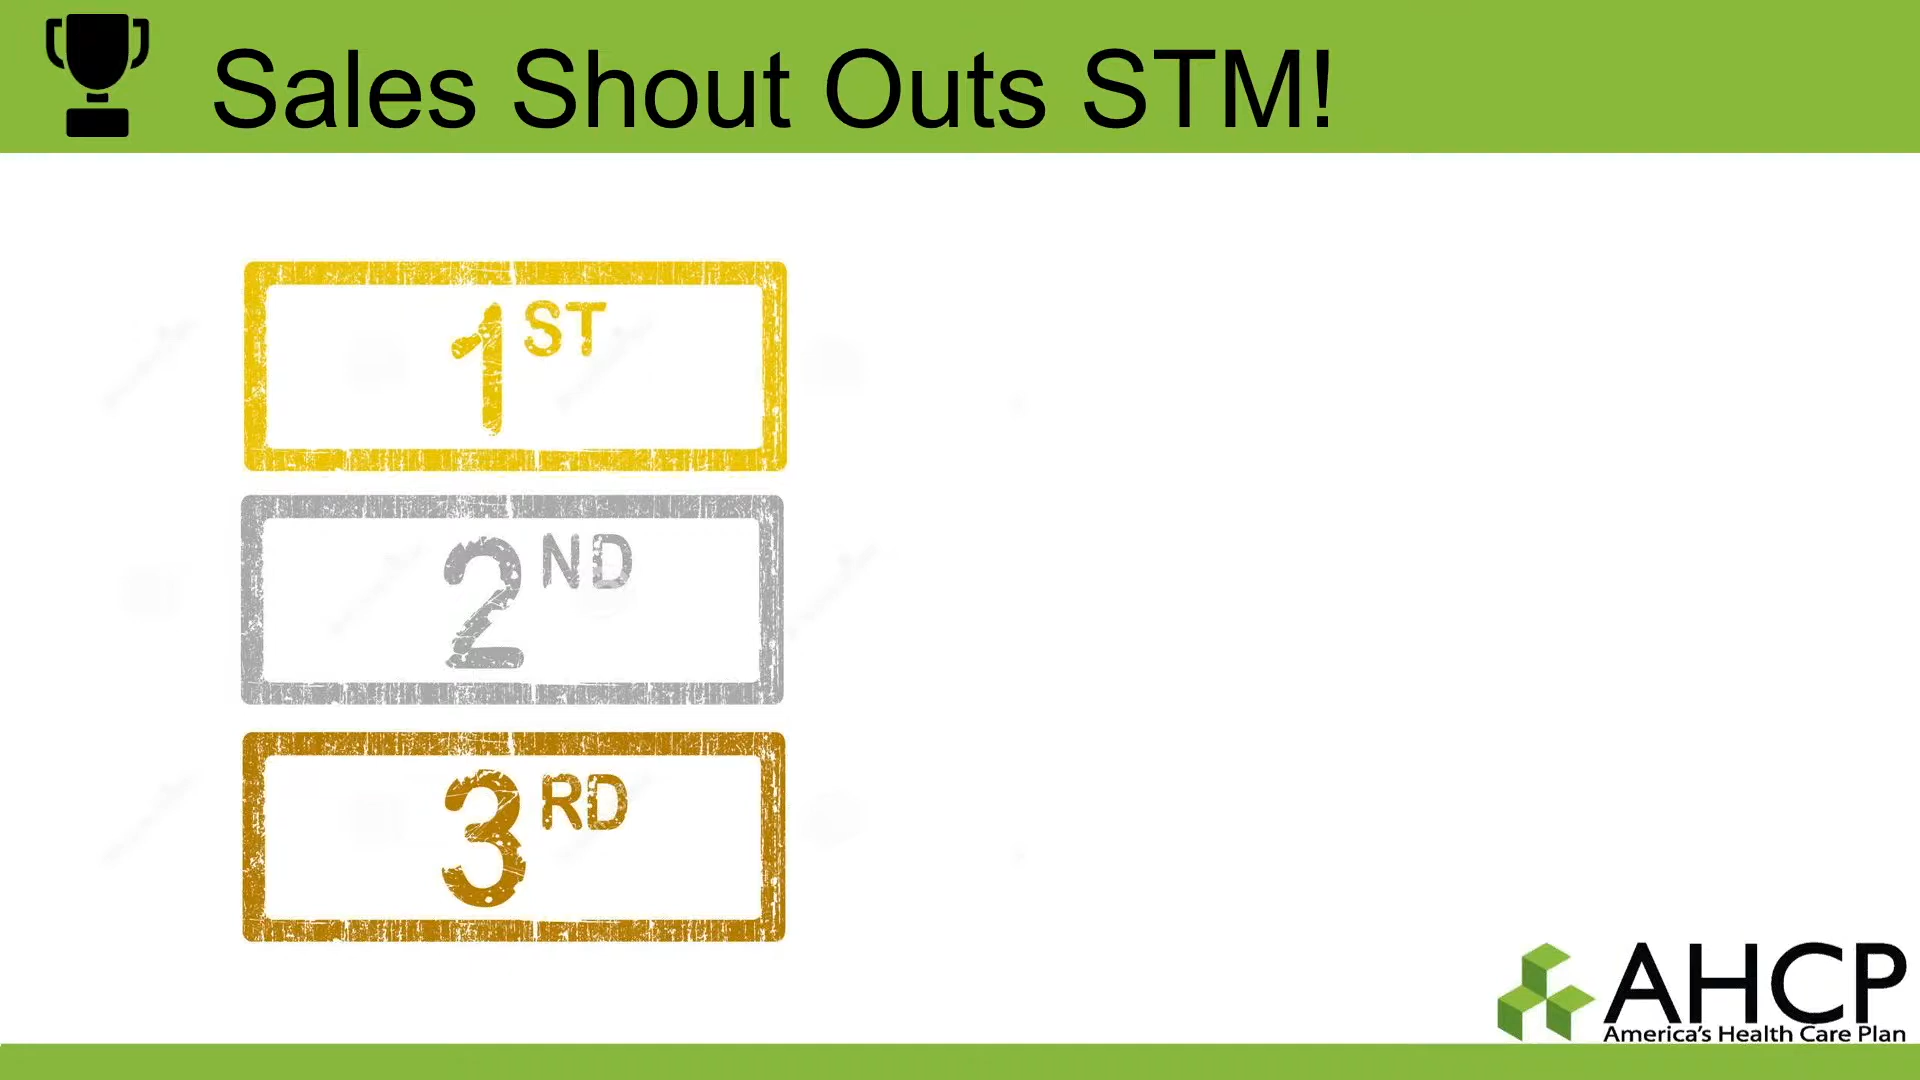 Sales Shout Outs STM!
1ST
2ND
3RD
AHCP
America's Health Care Plan